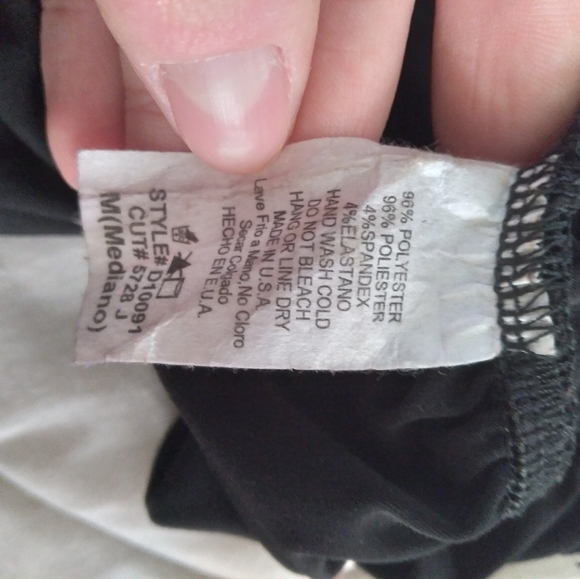 96% POLYESTER
96% POLIESTER
4%SPANDEX
4%ELASTANO
HAND WASH COLD
DO NOT BLEACH
HANG OR LINE DRY
MADE IN U.S.A.
Lave Frio a Mano,No Cloro
Secar Colgado
HECHO EN E.U.A.
STYLE# D10091
CUT# 5728 J
M(Mediano)